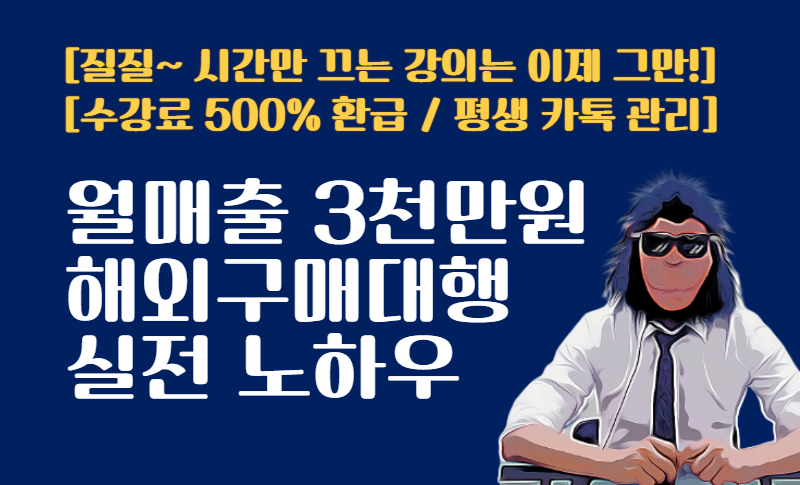 [질질~ 시간만 끄는 강의는 이제 그만!]
[수강료 500% 환급 / 평생 카톡 관리]
월매출 3천만원
해외구매대행
실전 노하우